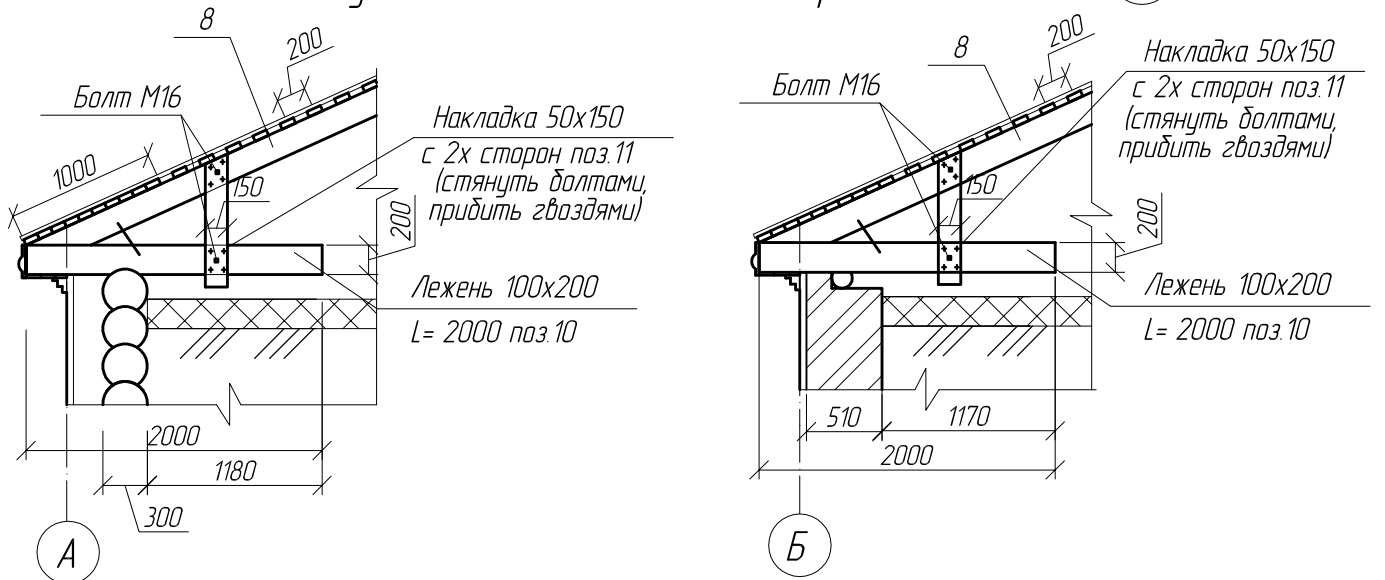 8
200
Болт М16
Накладка 50х150
с 2х сторон поз.11
(стянуть болтами,
прибить гвоздями)
1000
150
200
Лежень 100х200
L= 2000 поз.10
2000
1180
300
А
8
200
Болт М16
Накладка 50х150
с 2х сторон поз.11
(стянуть болтами,
прибить гвоздями)
150
200
Лежень 100х200
L= 2000 поз.10
510
1170
2000
Б